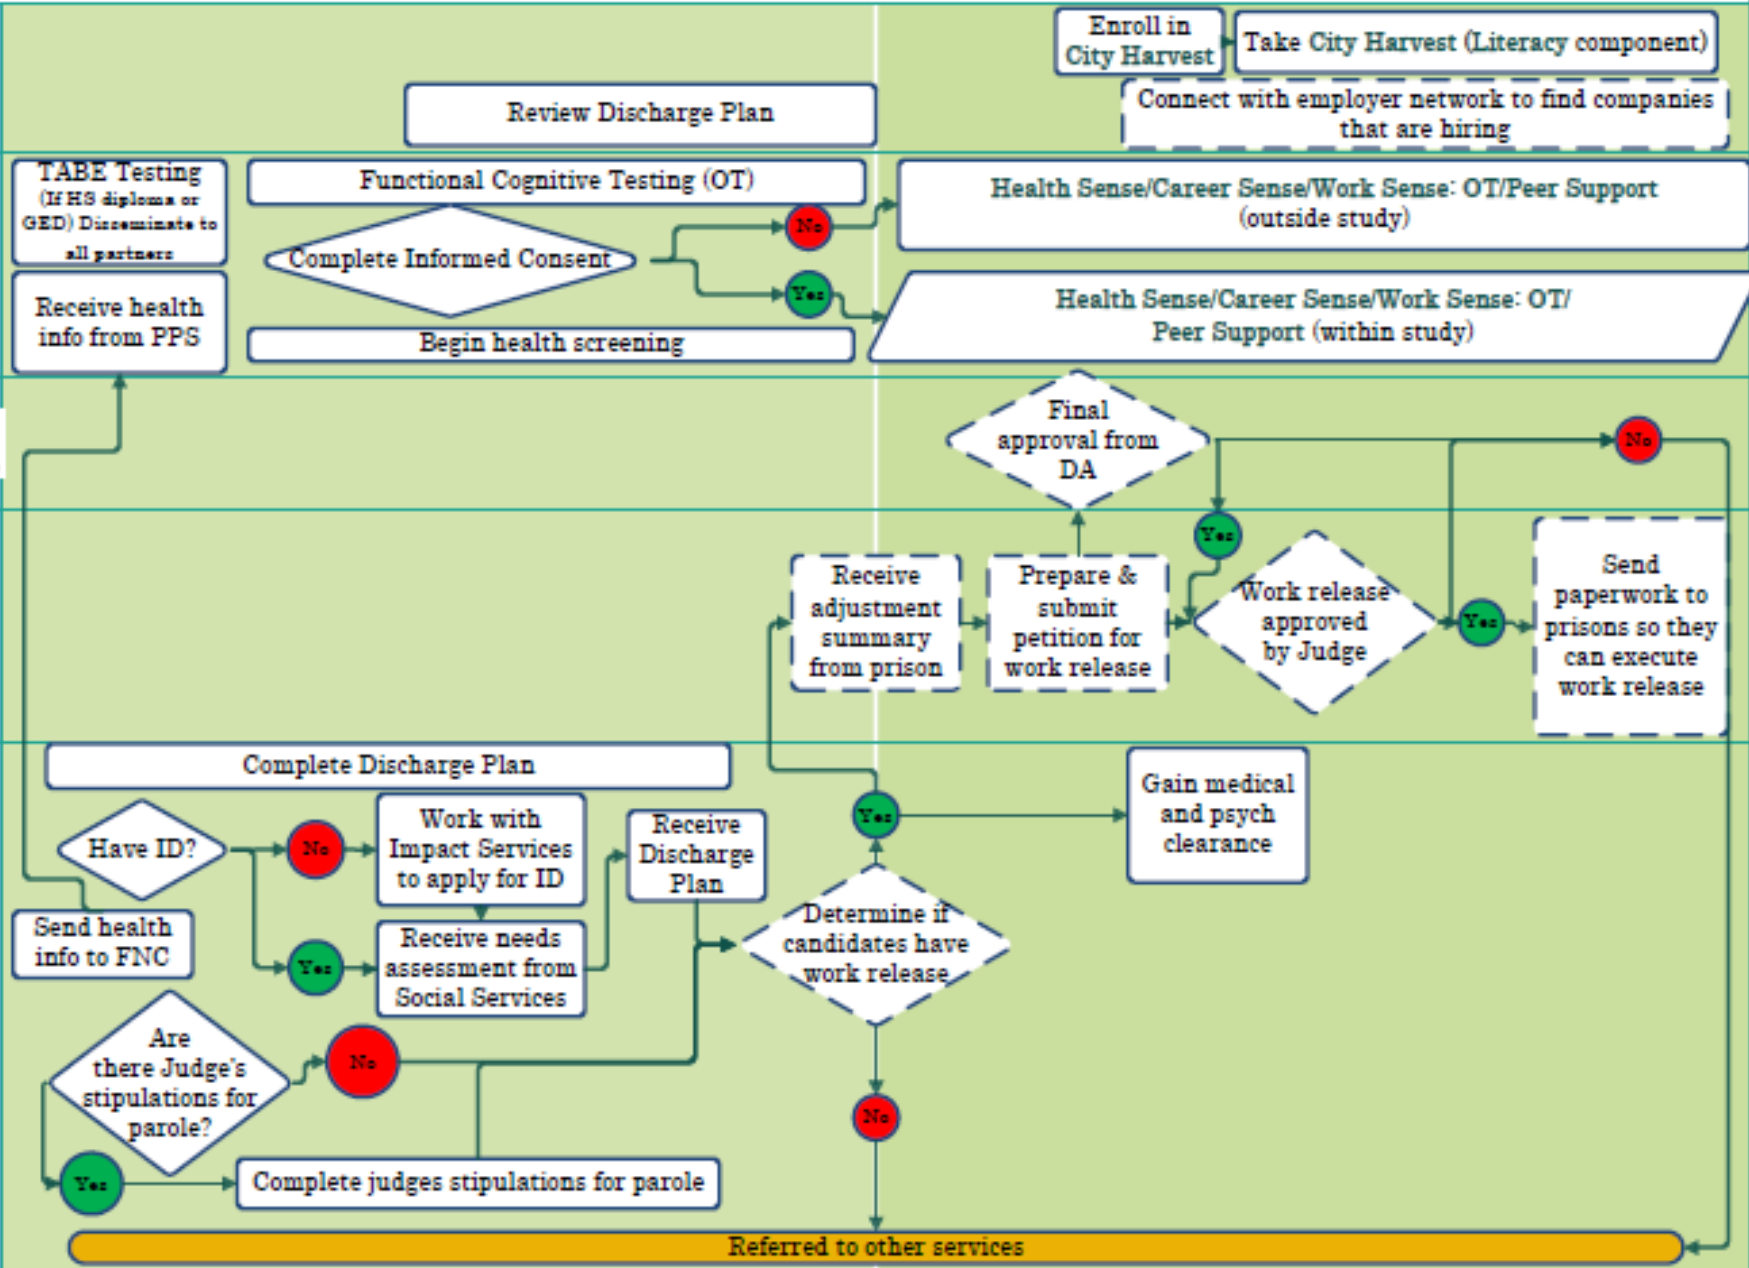 Enroll in
City Harvest
Take City Harvest (Literacy component)
Review Discharge Plan
Connect with employer network to find companies
that are hiring
TABE Testing
(If HS diploma or
GED) Disseminate to
all partners
Functional Cognitive Testing (OT)
Health Sense/Career Sense/Work Sense: OT/Peer Support
(outside study)
No
Complete Informed Consent
Yes
Receive health
info from PPS
Health Sense/Career Sense/Work Sense: OT/
Peer Support (within study)
Begin health screening
Final
approval from
DA
No
Yes
Receive
adjustment
summary
from prison
Prepare &
submit
petition for
work release
Work release
approved
by Judge
Yes
Send
paperwork to
prisons so they
can execute
work release
Complete Discharge Plan
Have ID?
No
Work with
Impact Services
to apply for ID
Receive
Discharge
Plan
Yes
Gain medical
and psych
clearance
Send health
info to FNC
Yes
Receive needs
assessment from
Social Services
Determine if
candidates have
work release
Are
there Judge's
stipulations for
parole?
No
No
Yes
Complete judges stipulations for parole
Referred to other services